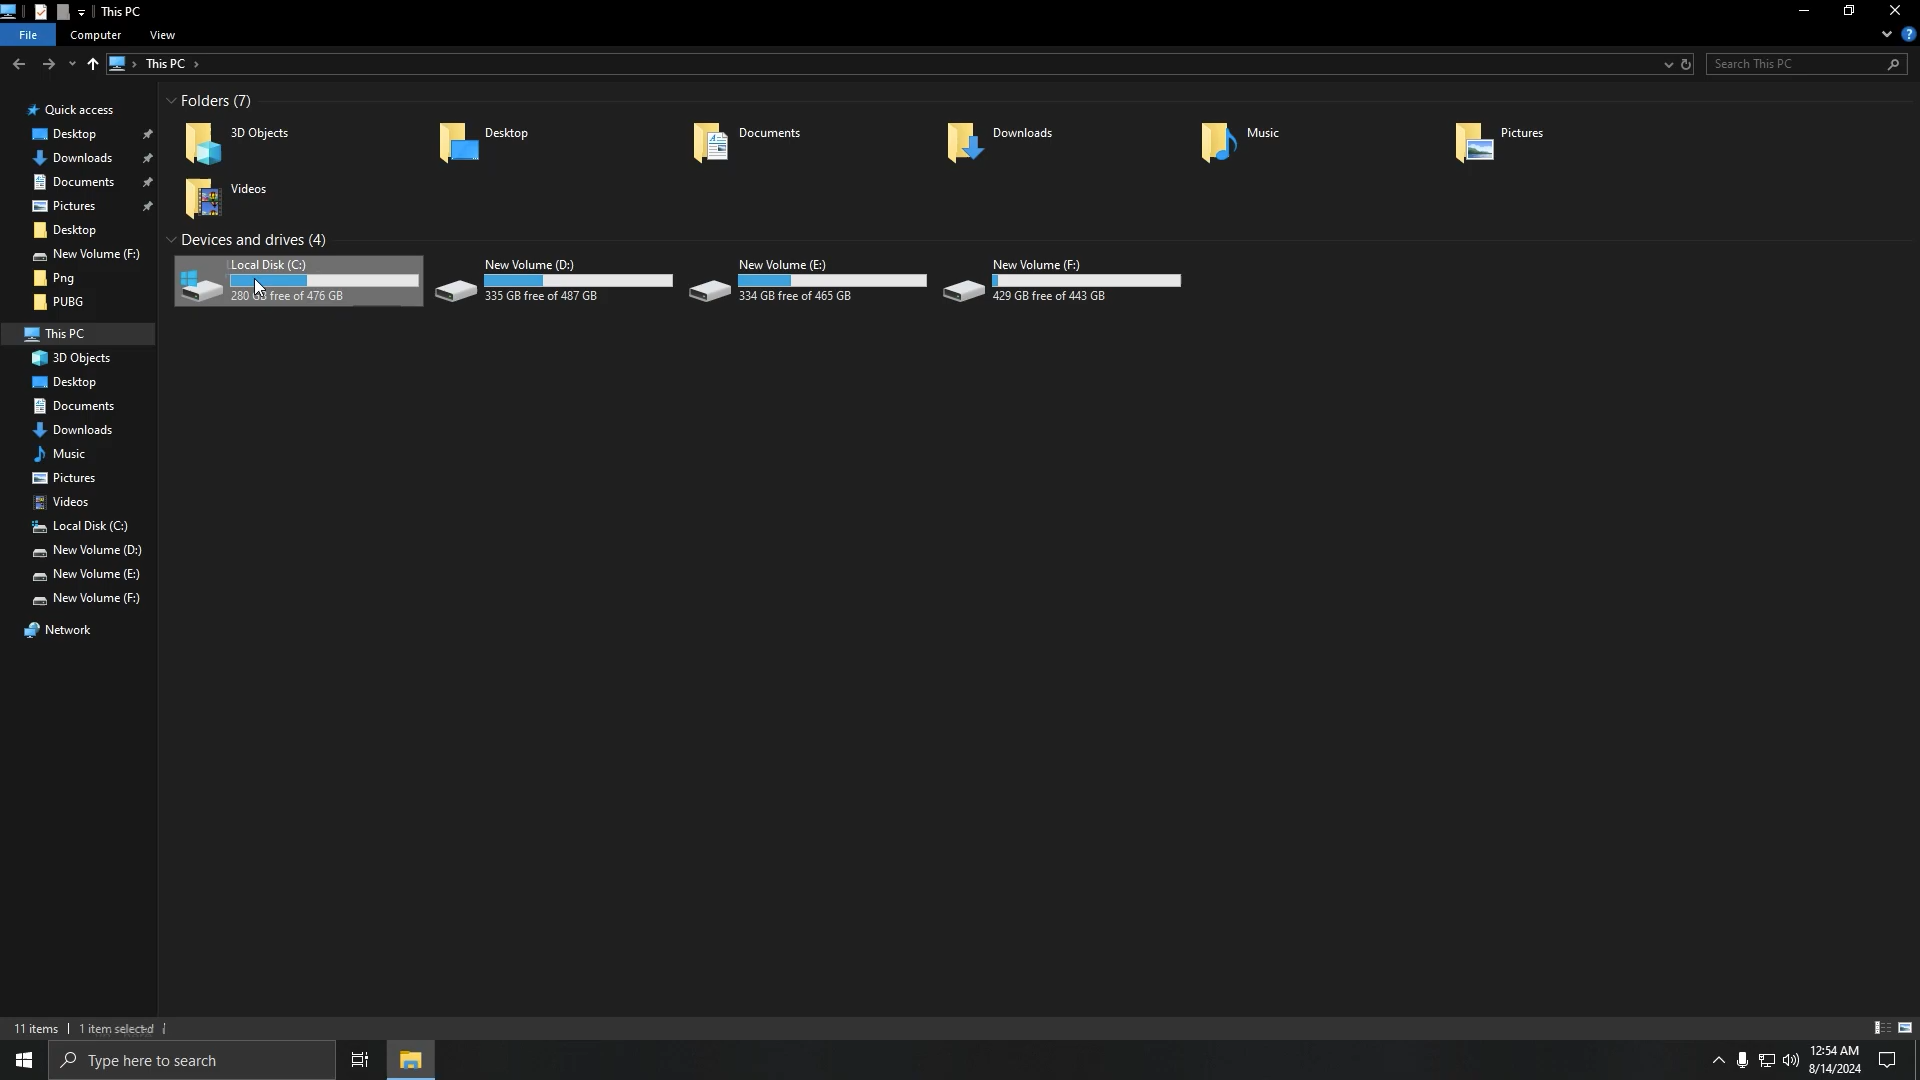 This PC
File Computer View
This PC
Search This PC
Quick access
Desktop
Downloads
Documents
Pictures
Desktop
New Volume (F:)
Png
PUBG
This PC
3D Objects
Desktop
Documents
Downloads
Music
Pictures
Videos
Local Disk (C:)
New Volume (D:)
New Volume (E:)
New Volume (F:)
Network
Folders (7)
3D Objects
Desktop
Documents
Downloads
Music
Pictures
Videos
Devices and drives (4)
Local Disk (C:)
280 GB free of 476 GB
New Volume (D:)
335 GB free of 487 GB
New Volume (E:)
334 GB free of 465 GB
New Volume (F:)
429 GB free of 443 GB
11 items 1 item selected
Type here to search
12:54 AM
8/14/2024